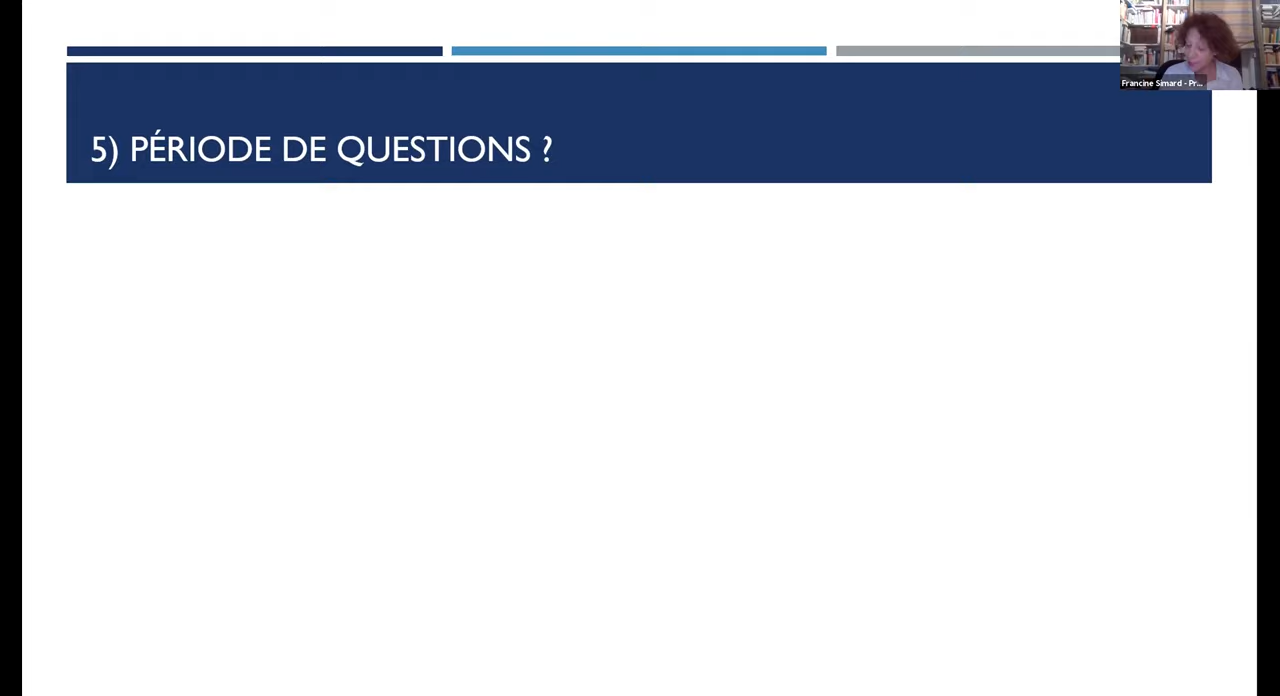 5) PÉRIODE DE QUESTIONS ?
Francine Simard - Pr...